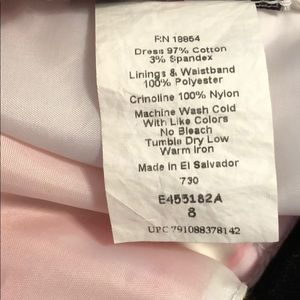 RN 18854
Dress 97% Cotton
3% Spandex
Linings & Waistband
100% Polyester
Crinoline 100% Nylon
Machine Wash Cold
With Like Colors
No Bleach
Tumble Dry Low
Warm Iron
Made in El Salvador
730
E455182A
8
UPC 791088378142